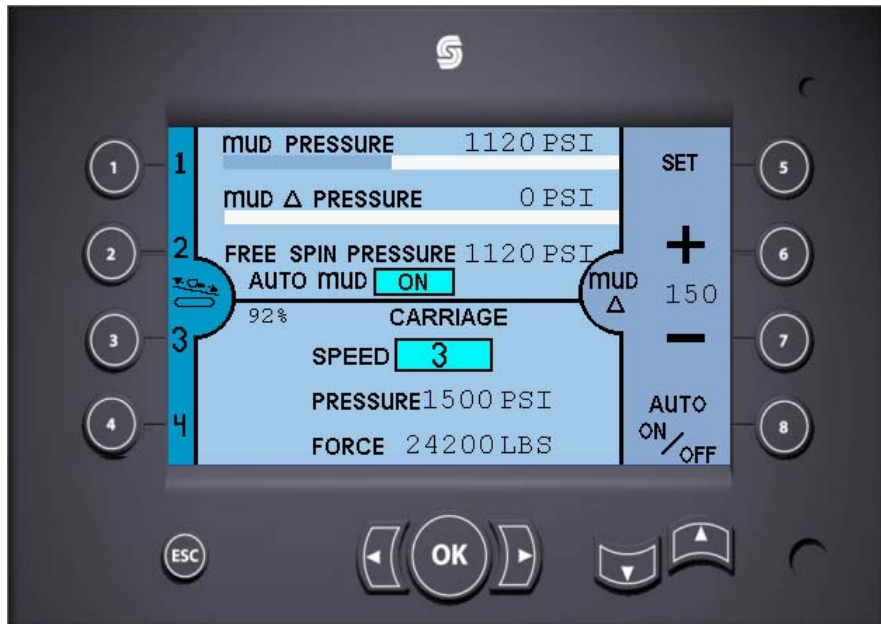 MUD PRESSURE 1120 PSI
MUD Δ PRESSURE 0 PSI
FREE SPIN PRESSURE 1120 PSI
AUTO MUD ON
92% CARRIAGE
SPEED 3
PRESSURE 1500 PSI
FORCE 24200 LBS
1
2
3
4
SET
+
MUD Δ 150
−
AUTO
ON/OFF
1
2
3
4
5
6
7
8
ESC
OK